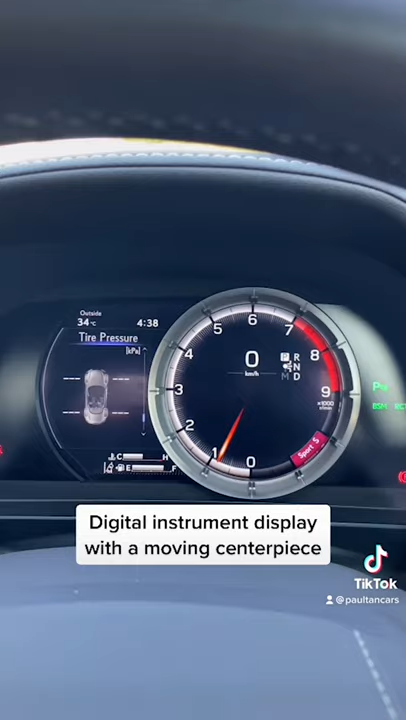 Outside
34°C
4:38
Tire Pressure
[kPa]
C H
E F
0
km/h
P R
N
M D
0
1
2
3
4
5
6
7
8
9
x1000
r/min
Sport S
BSM
Digital instrument display
with a moving centerpiece
TikTok
@paultancars